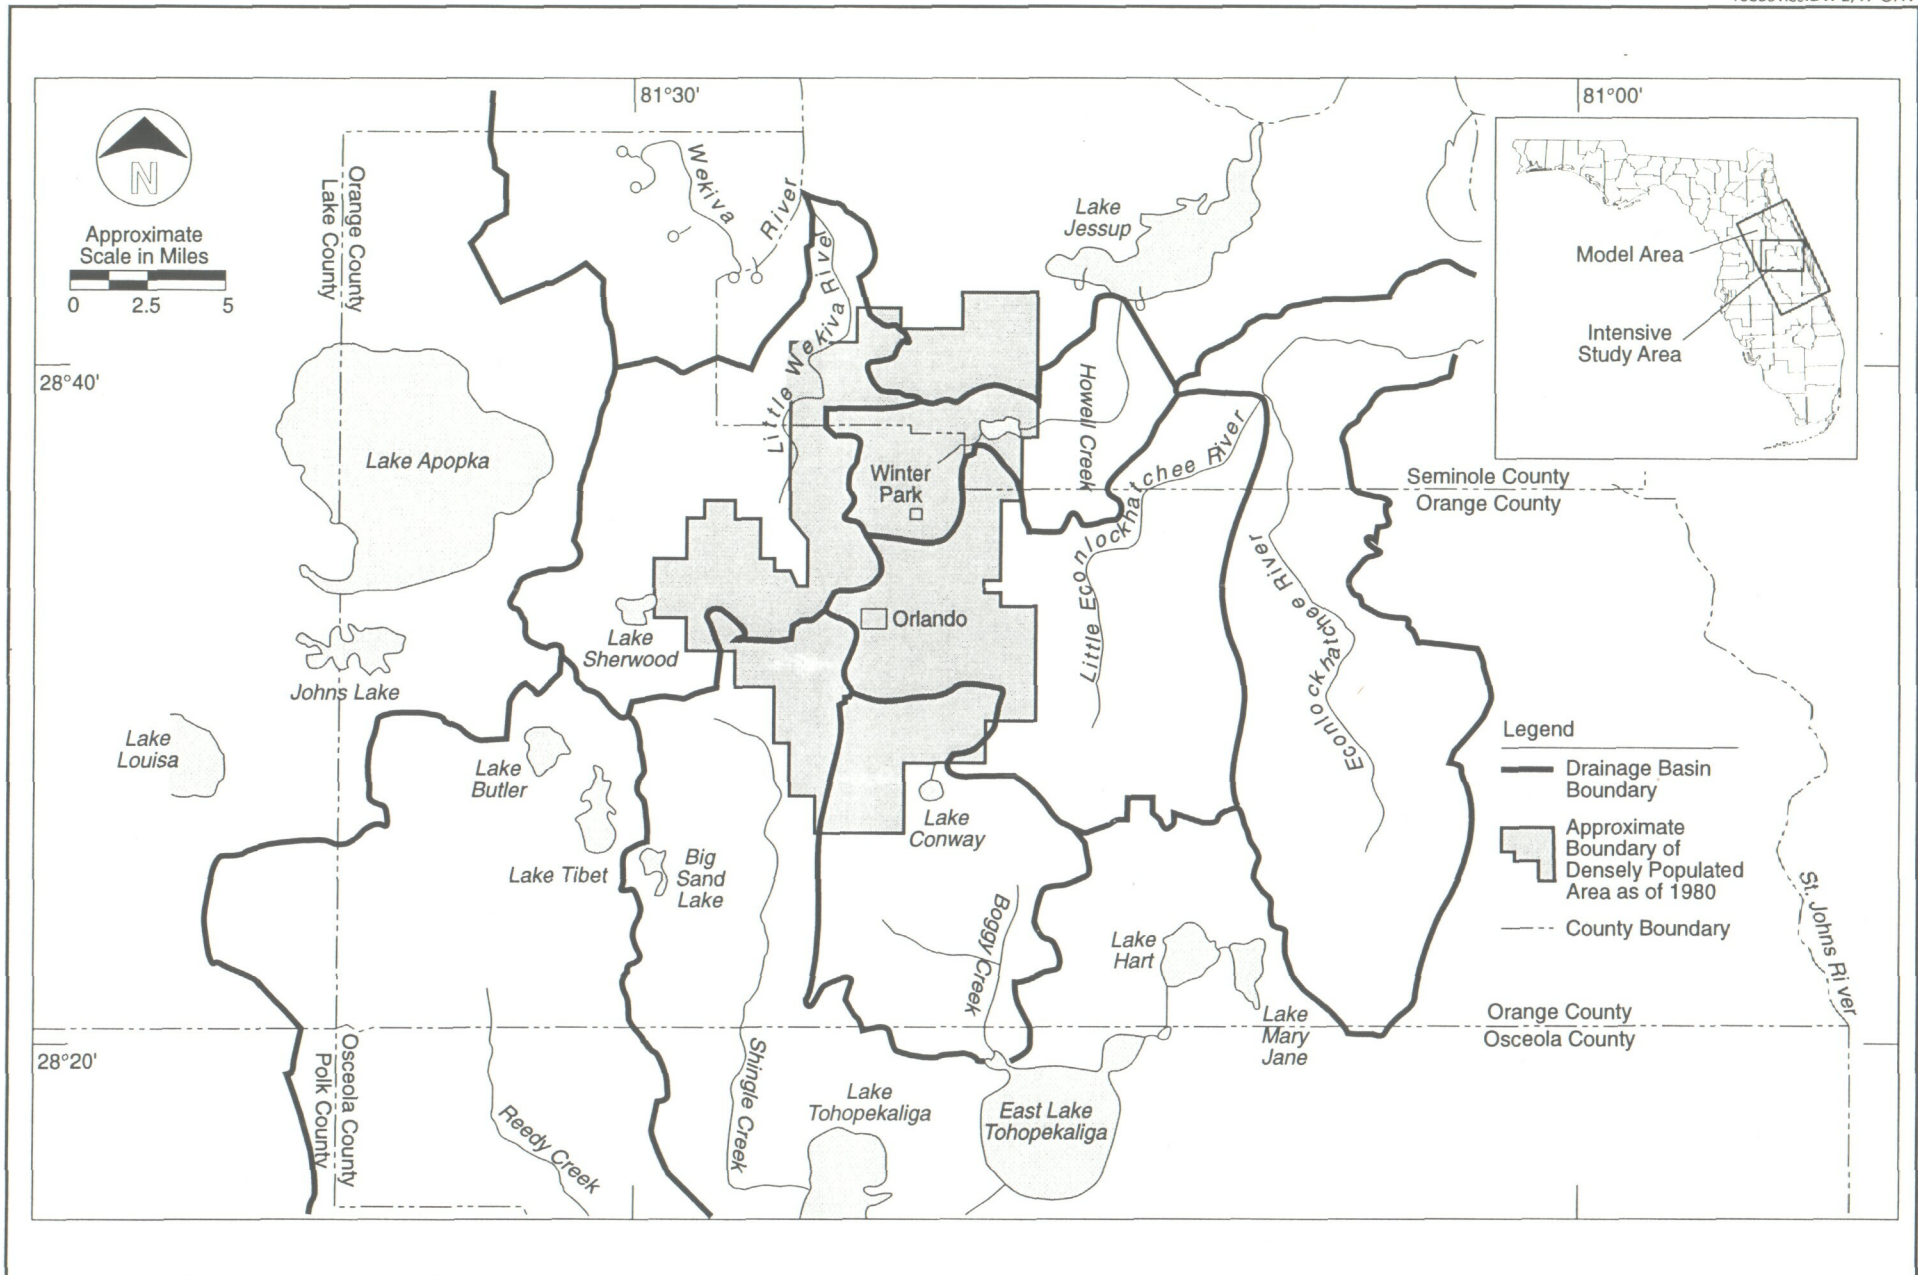 81°30'
81°00'
N
Approximate
Scale in Miles
0 2.5 5
Orange County
Lake County
Wekiva River
Little Wekiva River
Lake
Jessup
Model Area
Intensive
Study Area
28°40'
Lake Apopka
Howell Creek
Winter
Park
Seminole County
Orange County
Little Econlockhatchee River
Econlockhatchee River
Orlando
Lake
Sherwood
Johns Lake
Lake
Louisa
Lake
Butler
Lake Tibet
Big
Sand
Lake
Lake
Conway
Legend
Drainage Basin
Boundary
Approximate
Boundary of
Densely Populated
Area as of 1980
County Boundary
St. Johns River
Boggy Creek
Lake
Hart
Lake
Mary
Jane
Orange County
Osceola County
28°20'
Osceola County
Polk County
Reedy Creek
Shingle Creek
Lake
Tohopekaliga
East Lake
Tohopekaliga